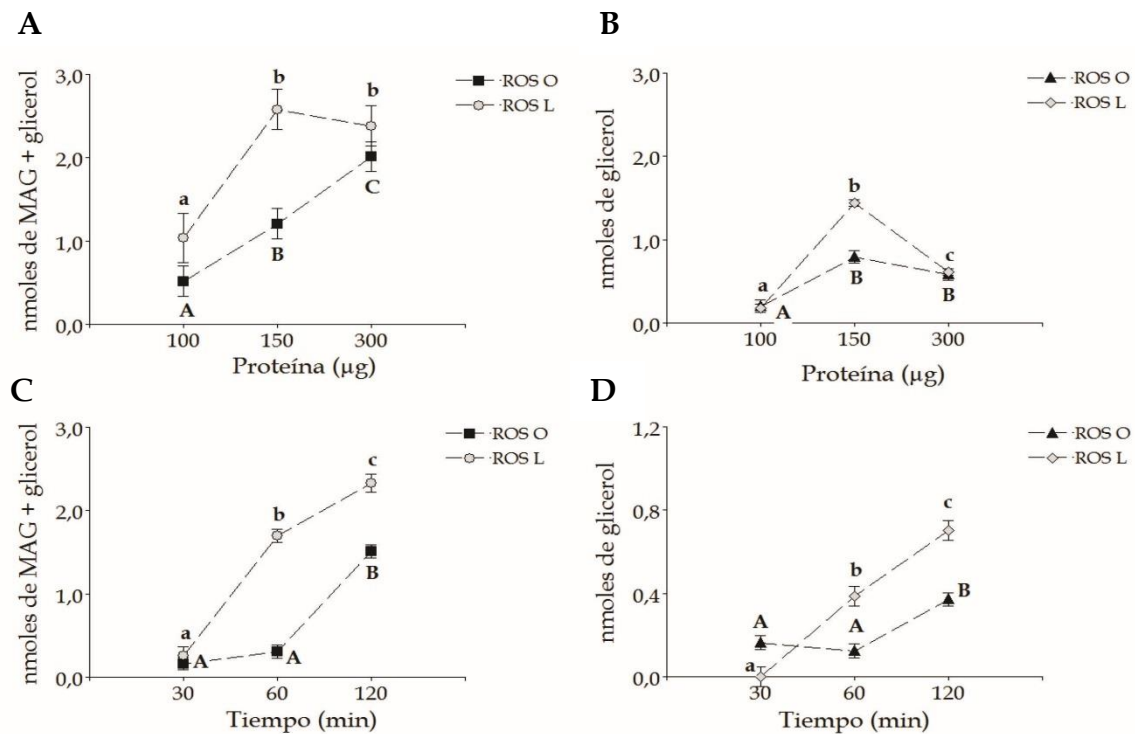 A
nmoles de MAG + glicerol
3,0
2,0
1,0
0,0
100
150
300
Proteína (µg)
ROS O
ROS L
a
b
b
A
B
C
B
nmoles de glicerol
3,0
2,0
1,0
0,0
100
150
300
Proteína (µg)
ROS O
ROS L
a
b
c
A
B
B
C
nmoles de MAG + glicerol
3,0
2,0
1,0
0,0
30
60
120
Tiempo (min)
ROS O
ROS L
a
b
c
A
A
B
D
nmoles de glicerol
1,2
0,8
0,4
0,0
30
60
120
Tiempo (min)
ROS O
ROS L
A
A
B
a
b
c